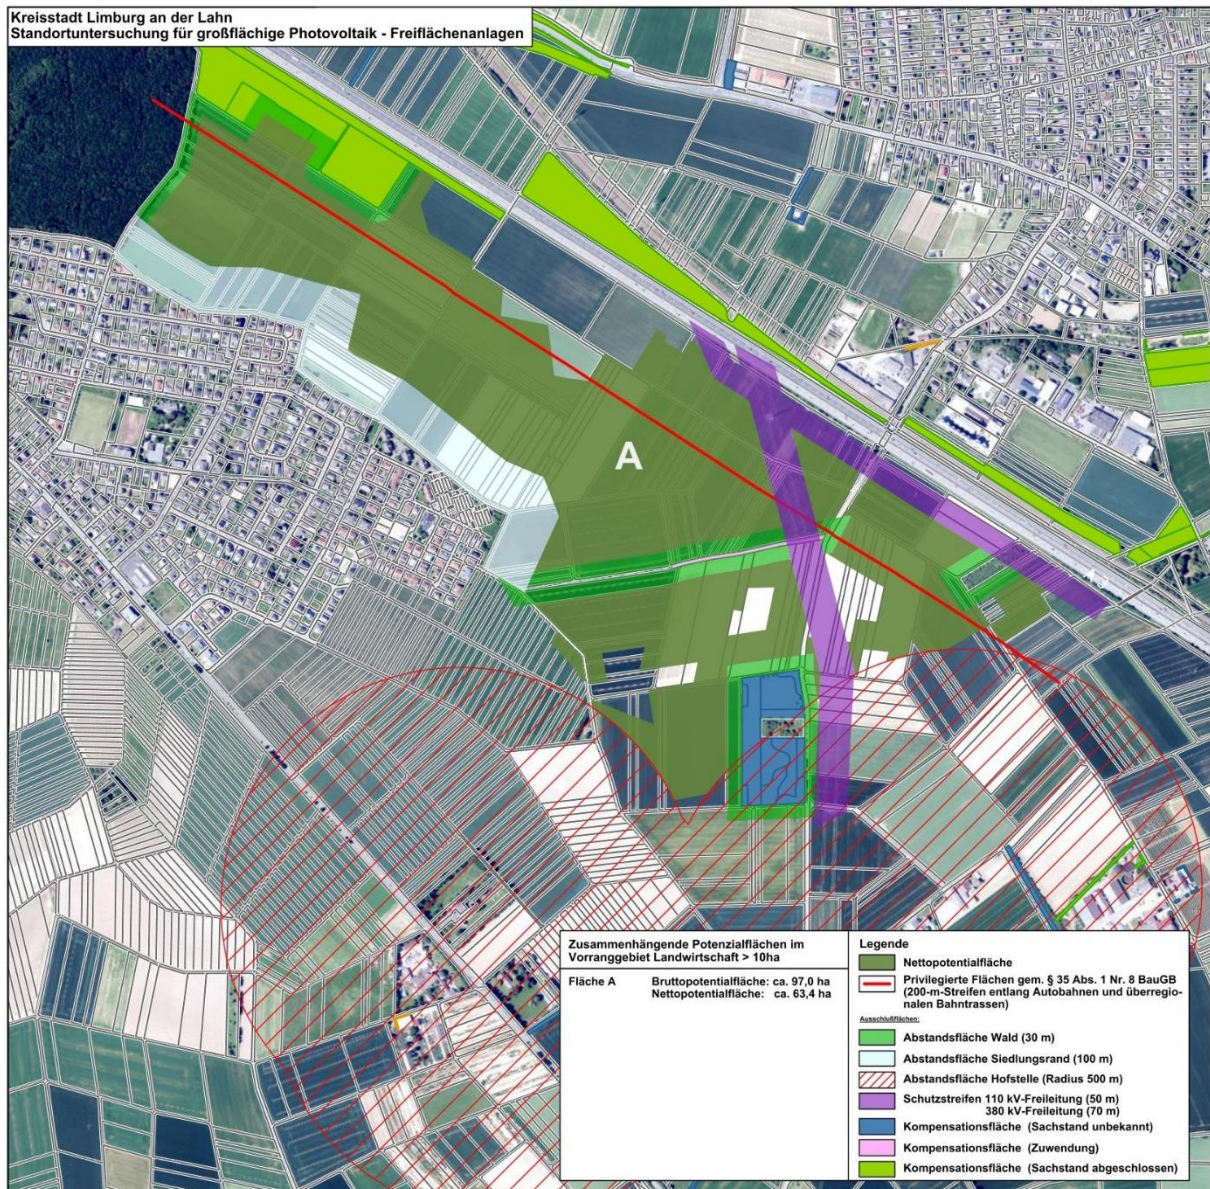 Kreisstadt Limburg an der Lahn
Standortuntersuchung für großflächige Photovoltaik - Freiflächenanlagen
A
Zusammenhängende Potenzialflächen im
Vorranggebiet Landwirtschaft > 10ha
Fläche A Bruttopotentialfläche: ca. 97,0 ha
Nettopotentialfläche: ca. 63,4 ha
Legende
Nettopotentialfläche
Privilegierte Flächen gem. § 35 Abs. 1 Nr. 8 BauGB
(200-m-Streifen entlang Autobahnen und überregio-
nalen Bahntrassen)
Ausschlußflächen:
Abstandsfläche Wald (30 m)
Abstandsfläche Siedlungsrand (100 m)
Abstandsfläche Hofstelle (Radius 500 m)
Schutzstreifen 110 kV-Freileitung (50 m)
380 kV-Freileitung (70 m)
Kompensationsfläche (Sachstand unbekannt)
Kompensationsfläche (Zuwendung)
Kompensationsfläche (Sachstand abgeschlossen)